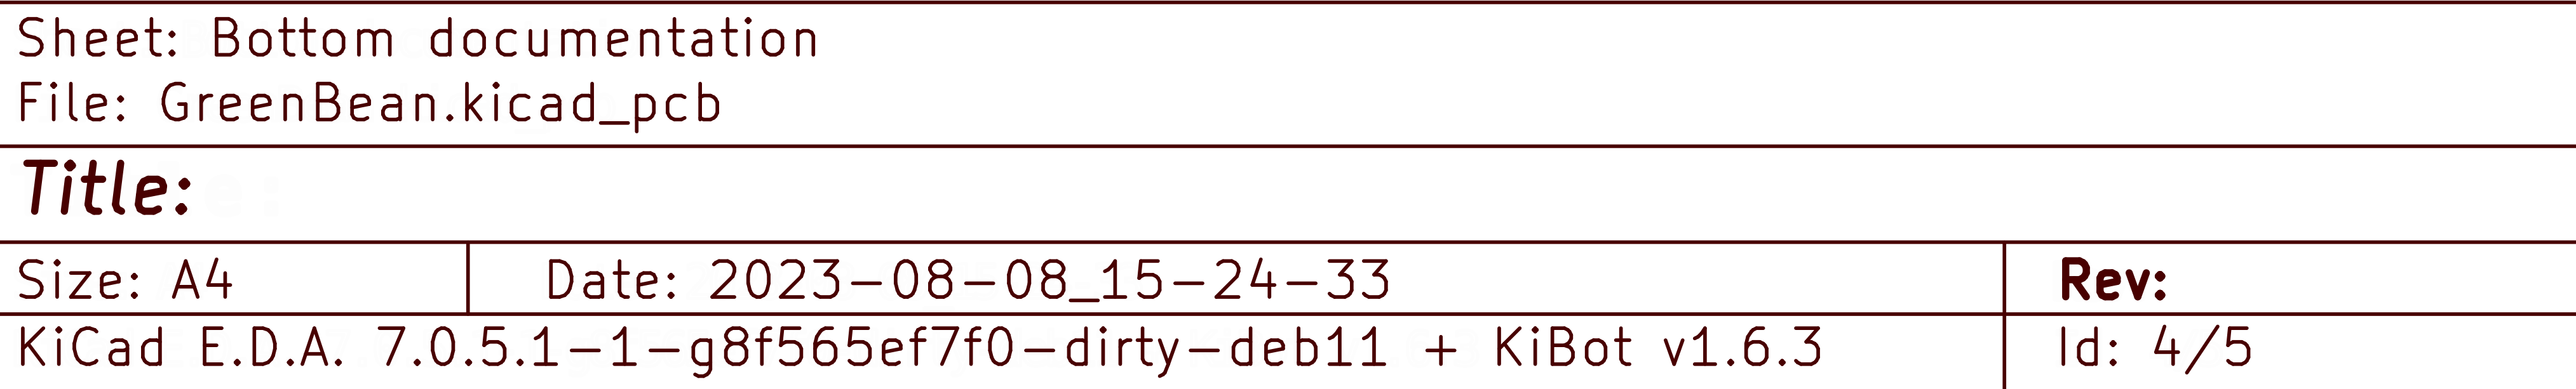 Sheet: Bottom documentation
File: GreenBean.kicad_pcb
Title:
Size: A4 Date: 2023-08-08_15-24-33 Rev:
KiCad E.D.A. 7.0.5.1-1-g8f565ef7f0-dirty-deb11 + KiBot v1.6.3 Id: 4/5